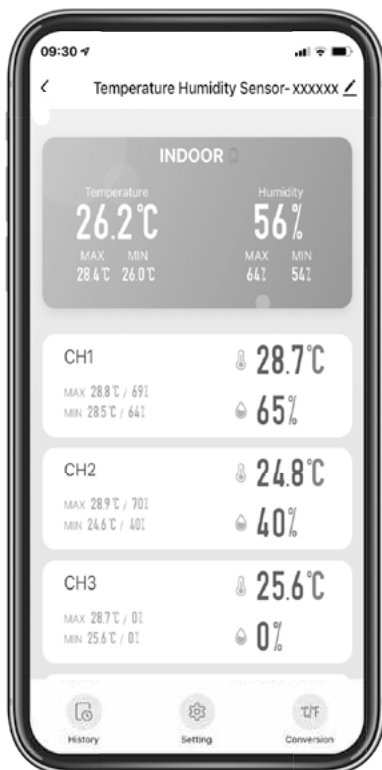 09:30
Temperature Humidity Sensor- xxxxxx
INDOOR
Temperature
Humidity
26.2°C
56%
MAX MIN
MAX MIN
28.4°C 26.0°C
64% 54%
CH1
28.7°C
MAX 28.8°C / 69%
MIN 28.5°C / 64%
65%
CH2
24.8°C
MAX 28.9°C / 70%
MIN 24.6°C / 40%
40%
CH3
25.6°C
MAX 28.7°C / 0%
MIN 25.6°C / 0%
0%
°C/°F
History
Setting
Conversion